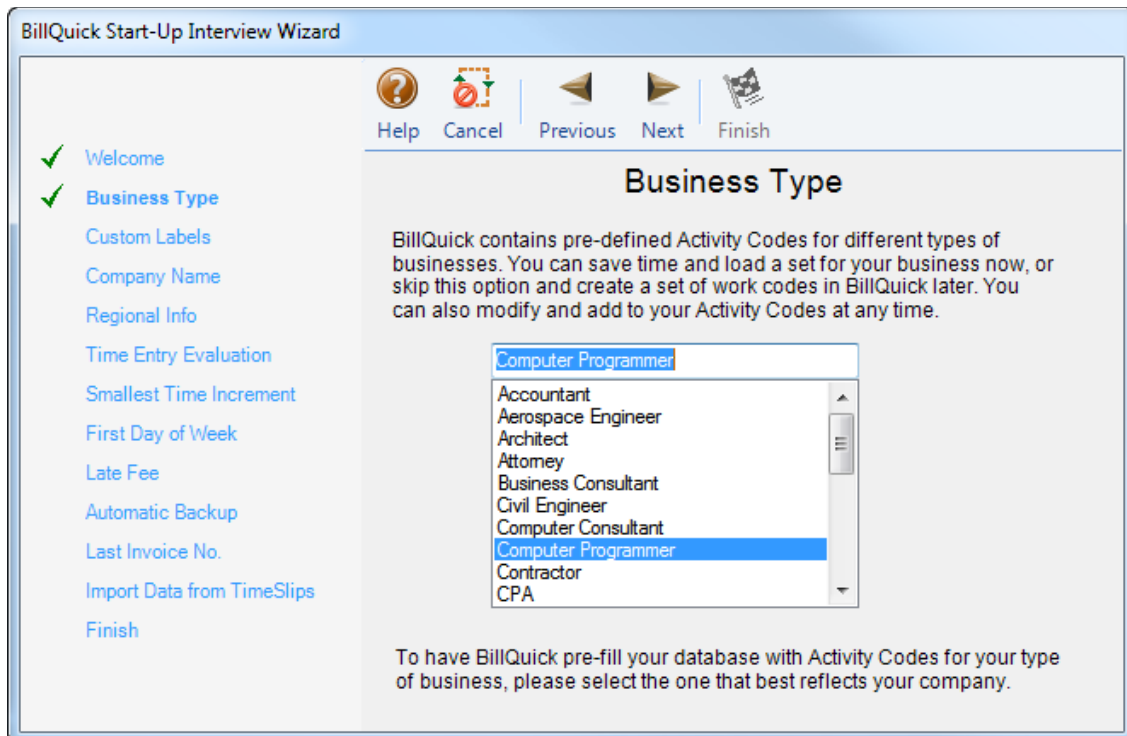 BillQuick Start-Up Interview Wizard
Help Cancel Previous Next Finish
Welcome
Business Type
Custom Labels
Company Name
Regional Info
Time Entry Evaluation
Smallest Time Increment
First Day of Week
Late Fee
Automatic Backup
Last Invoice No.
Import Data from TimeSlips
Finish
Business Type
BillQuick contains pre-defined Activity Codes for different types of
businesses. You can save time and load a set for your business now, or
skip this option and create a set of work codes in BillQuick later. You
can also modify and add to your Activity Codes at any time.
Computer Programmer
Accountant
Aerospace Engineer
Architect
Attorney
Business Consultant
Civil Engineer
Computer Consultant
Computer Programmer
Contractor
CPA
To have BillQuick pre-fill your database with Activity Codes for your type
of business, please select the one that best reflects your company.